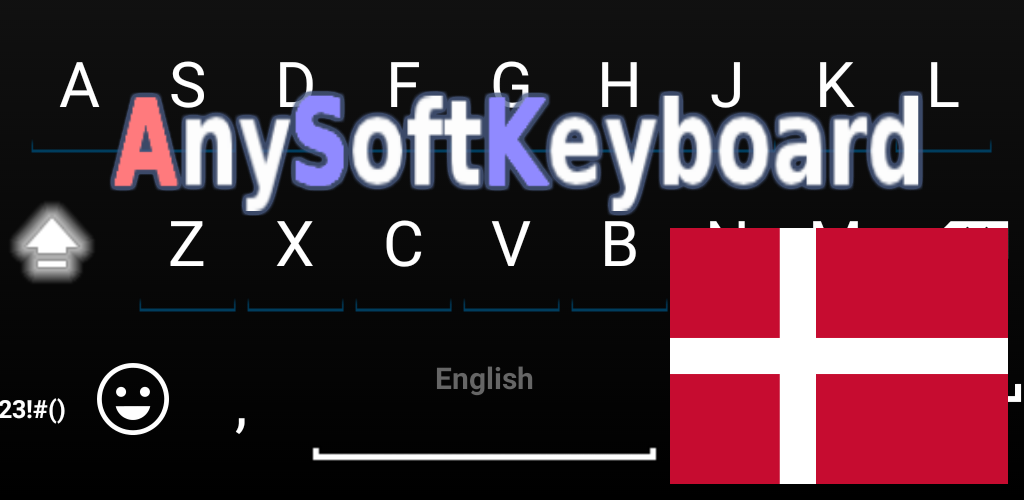 A S D F G H J K L
AnySoftKeyboard
Z X C V B N M
English
23!#() ,